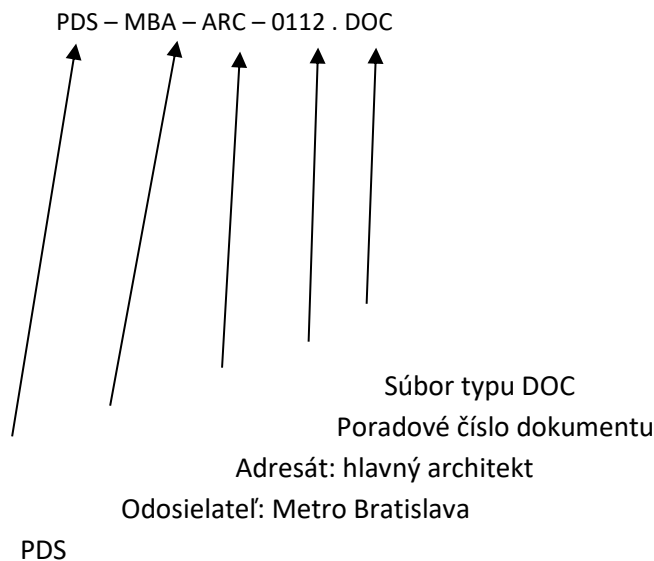 PDS – MBA – ARC – 0112 . DOC
Súbor typu DOC
Poradové číslo dokumentu
Adresát: hlavný architekt
Odosielateľ: Metro Bratislava
PDS